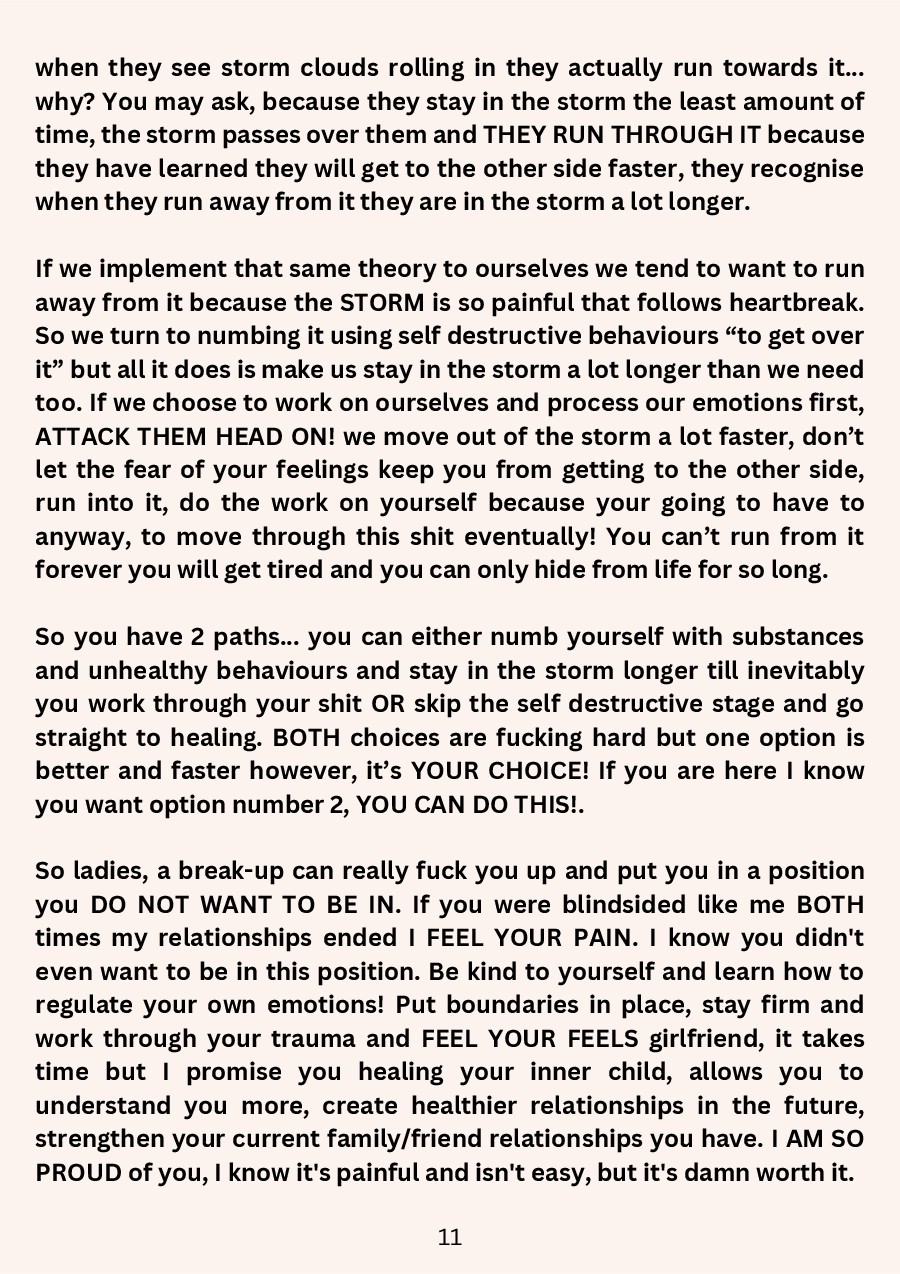 when they see storm clouds rolling in they actually run towards it...
why? You may ask, because they stay in the storm the least amount of
time, the storm passes over them and THEY RUN THROUGH IT because
they have learned they will get to the other side faster, they recognise
when they run away from it they are in the storm a lot longer.
If we implement that same theory to ourselves we tend to want to run
away from it because the STORM is so painful that follows heartbreak.
So we turn to numbing it using self destructive behaviours “to get over
it” but all it does is make us stay in the storm a lot longer than we need
too. If we choose to work on ourselves and process our emotions first,
ATTACK THEM HEAD ON! we move out of the storm a lot faster, don’t
let the fear of your feelings keep you from getting to the other side,
run into it, do the work on yourself because your going to have to
anyway, to move through this shit eventually! You can’t run from it
forever you will get tired and you can only hide from life for so long.
So you have 2 paths... you can either numb yourself with substances
and unhealthy behaviours and stay in the storm longer till inevitably
you work through your shit OR skip the self destructive stage and go
straight to healing. BOTH choices are fucking hard but one option is
better and faster however, it’s YOUR CHOICE! If you are here I know
you want option number 2, YOU CAN DO THIS!.
So ladies, a break-up can really fuck you up and put you in a position
you DO NOT WANT TO BE IN. If you were blindsided like me BOTH
times my relationships ended I FEEL YOUR PAIN. I know you didn't
even want to be in this position. Be kind to yourself and learn how to
regulate your own emotions! Put boundaries in place, stay firm and
work through your trauma and FEEL YOUR FEELS girlfriend, it takes
time but I promise you healing your inner child, allows you to
understand you more, create healthier relationships in the future,
strengthen your current family/friend relationships you have. I AM SO
PROUD of you, I know it's painful and isn't easy, but it's damn worth it.
11